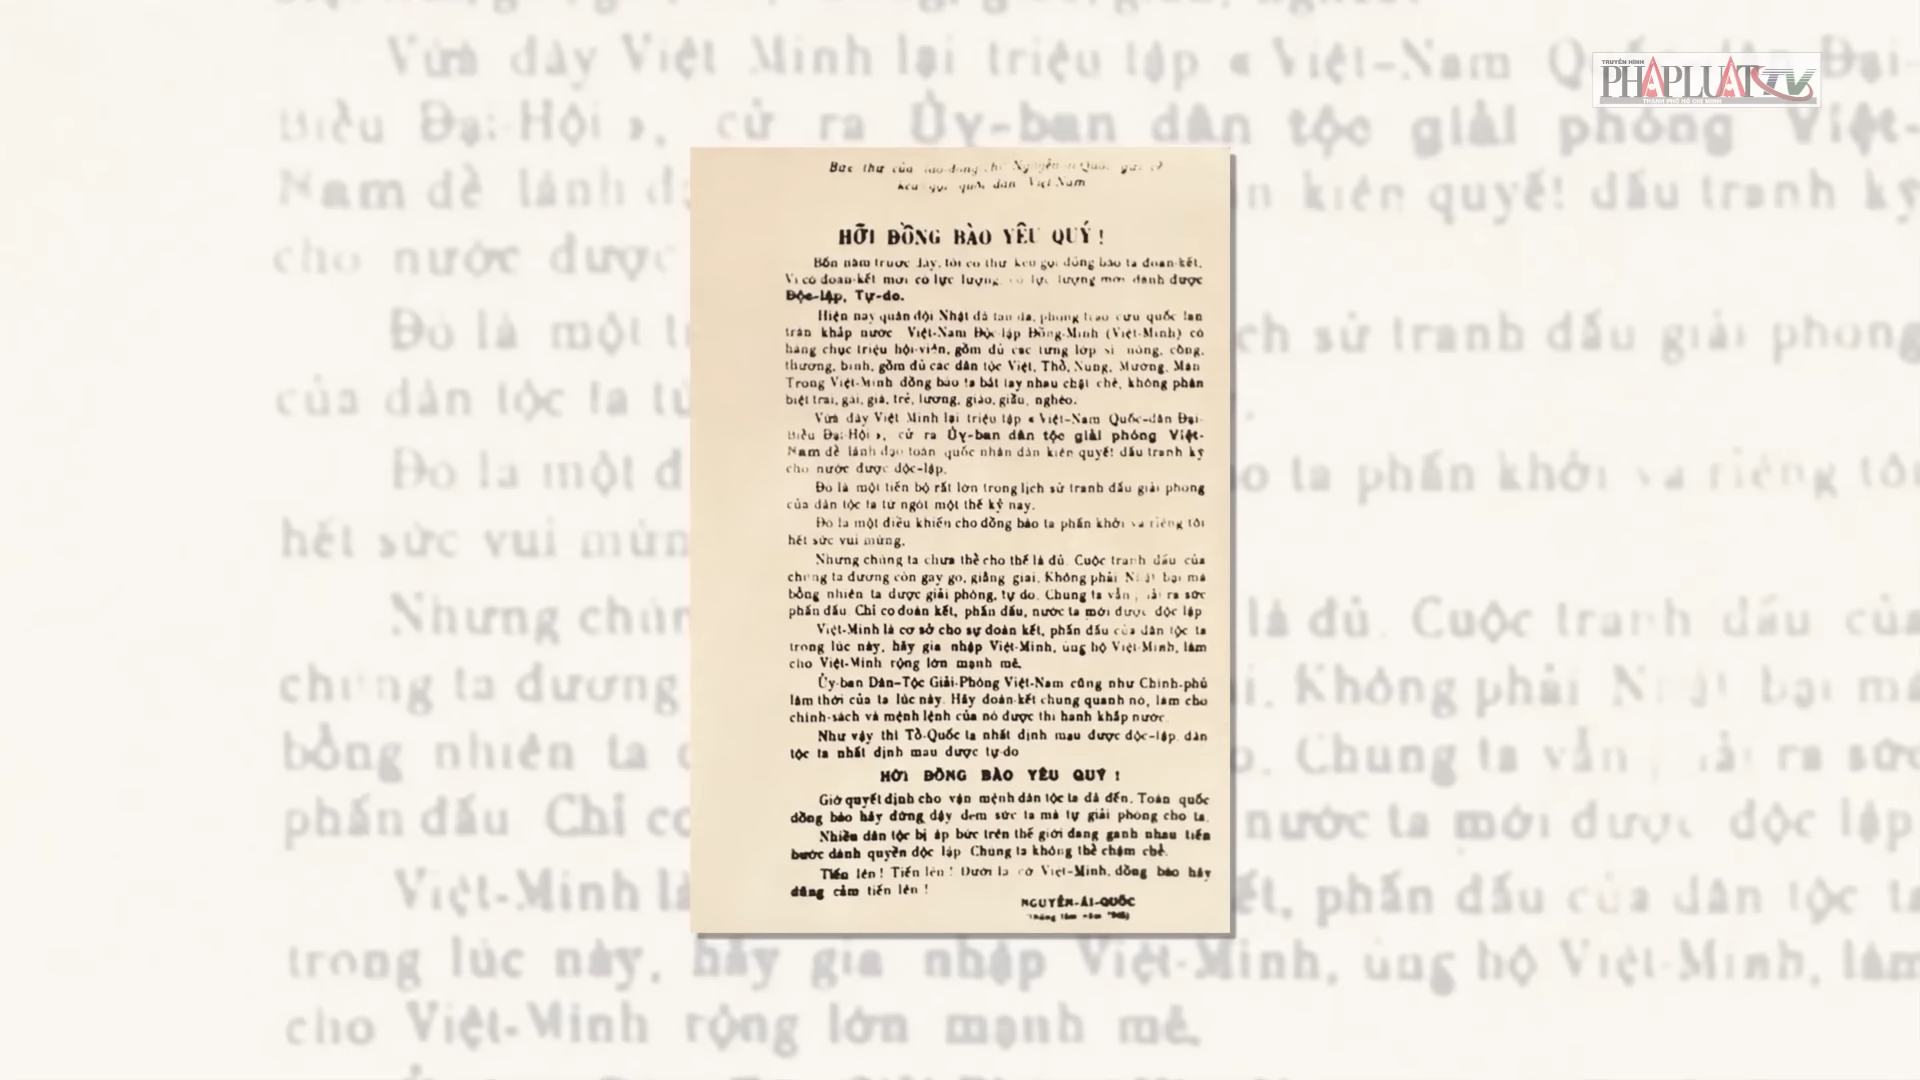 TRUYỀN HÌNH
PHÁP LUẬT TV
THÀNH PHỐ HỒ CHÍ MINH
Bức thư của
kêu gọi quốc dân Việt Nam
HỠI ĐỒNG BÀO YÊU QUÝ !
Bốn năm trước đây, tôi có thư kêu gọi đồng bào ta đoàn-kết.
Vì có đoàn-kết mới có lực lượng, có lực lượng mới dành được
Độc-lập, Tự-do.
Hiện nay quân đội Nhật đã tan dã, phong trào cứu quốc lan
tràn khắp nước Việt-Nam Độc-lập Đồng-Minh (Việt-Minh) có
hàng chục triệu hội-viên, gồm đủ các từng lớp sĩ, nông, công,
thương, binh, gồm đủ các dân tộc Việt, Thổ, Nùng, Mường, Mán
Trong Việt-Minh đồng bào ta bắt tay nhau chặt chẽ, không phân
biệt trai, gái, già, trẻ, lương, giáo, giầu, nghèo.
Vừa đây Việt Minh lại triệu tập « Việt-Nam Quốc-dân Đại-
Biểu Đại-Hội », cử ra Ủy-ban dân tộc giải phóng Việt-
Nam để lãnh đạo toàn quốc nhân dân kiên quyết đấu tranh kỳ
cho nước được độc-lập.
Đó là một tiến bộ rất lớn trong lịch sử tranh đấu giải phóng
của dân tộc ta từ ngót một thế kỷ nay.
Đó là một điều khiến cho đồng bào ta phấn khởi và riêng tôi
hết sức vui mừng.
Nhưng chúng ta chưa thể cho thế là đủ. Cuộc tranh đấu của
chúng ta đương còn gay go, giằng giai. Không phải Nhật bại mà
bỗng nhiên ta được giải phóng, tự do. Chúng ta vẫn phải ra sức
phấn đấu. Chỉ có đoàn kết, phấn đấu, nước ta mới được độc lập
Việt-Minh là cơ sở cho sự đoàn kết, phấn đấu của dân tộc ta
trong lúc này, hãy gia nhập Việt-Minh, ủng hộ Việt-Minh, làm
cho Việt-Minh rộng lớn mạnh mẽ.
Ủy-ban Dân-Tộc Giải-Phóng Việt-Nam cũng như Chính-phủ
lâm thời của ta lúc này. Hãy đoàn-kết chung quanh nó, làm cho
chính-sách và mệnh lệnh của nó được thi hành khắp nước.
Như vậy thì Tổ-Quốc ta nhất định mau được độc-lập, dân
tộc ta nhất định mau được tự-do
HỠI ĐỒNG BÀO YÊU QUÝ !
Giờ quyết định cho vận mệnh dân tộc ta đã đến. Toàn quốc
đồng bào hãy đứng dậy đem sức ta mà tự giải phóng cho ta.
Nhiều dân tộc bị áp bức trên thế giới đang ganh nhau tiến
bước dành quyền độc lập. Chúng ta không thể chậm chễ.
Tiến lên ! Tiến lên ! Dưới lá cờ Việt-Minh, đồng bào hãy
dũng cảm tiến lên !
NGUYỄN-ÁI-QUỐC